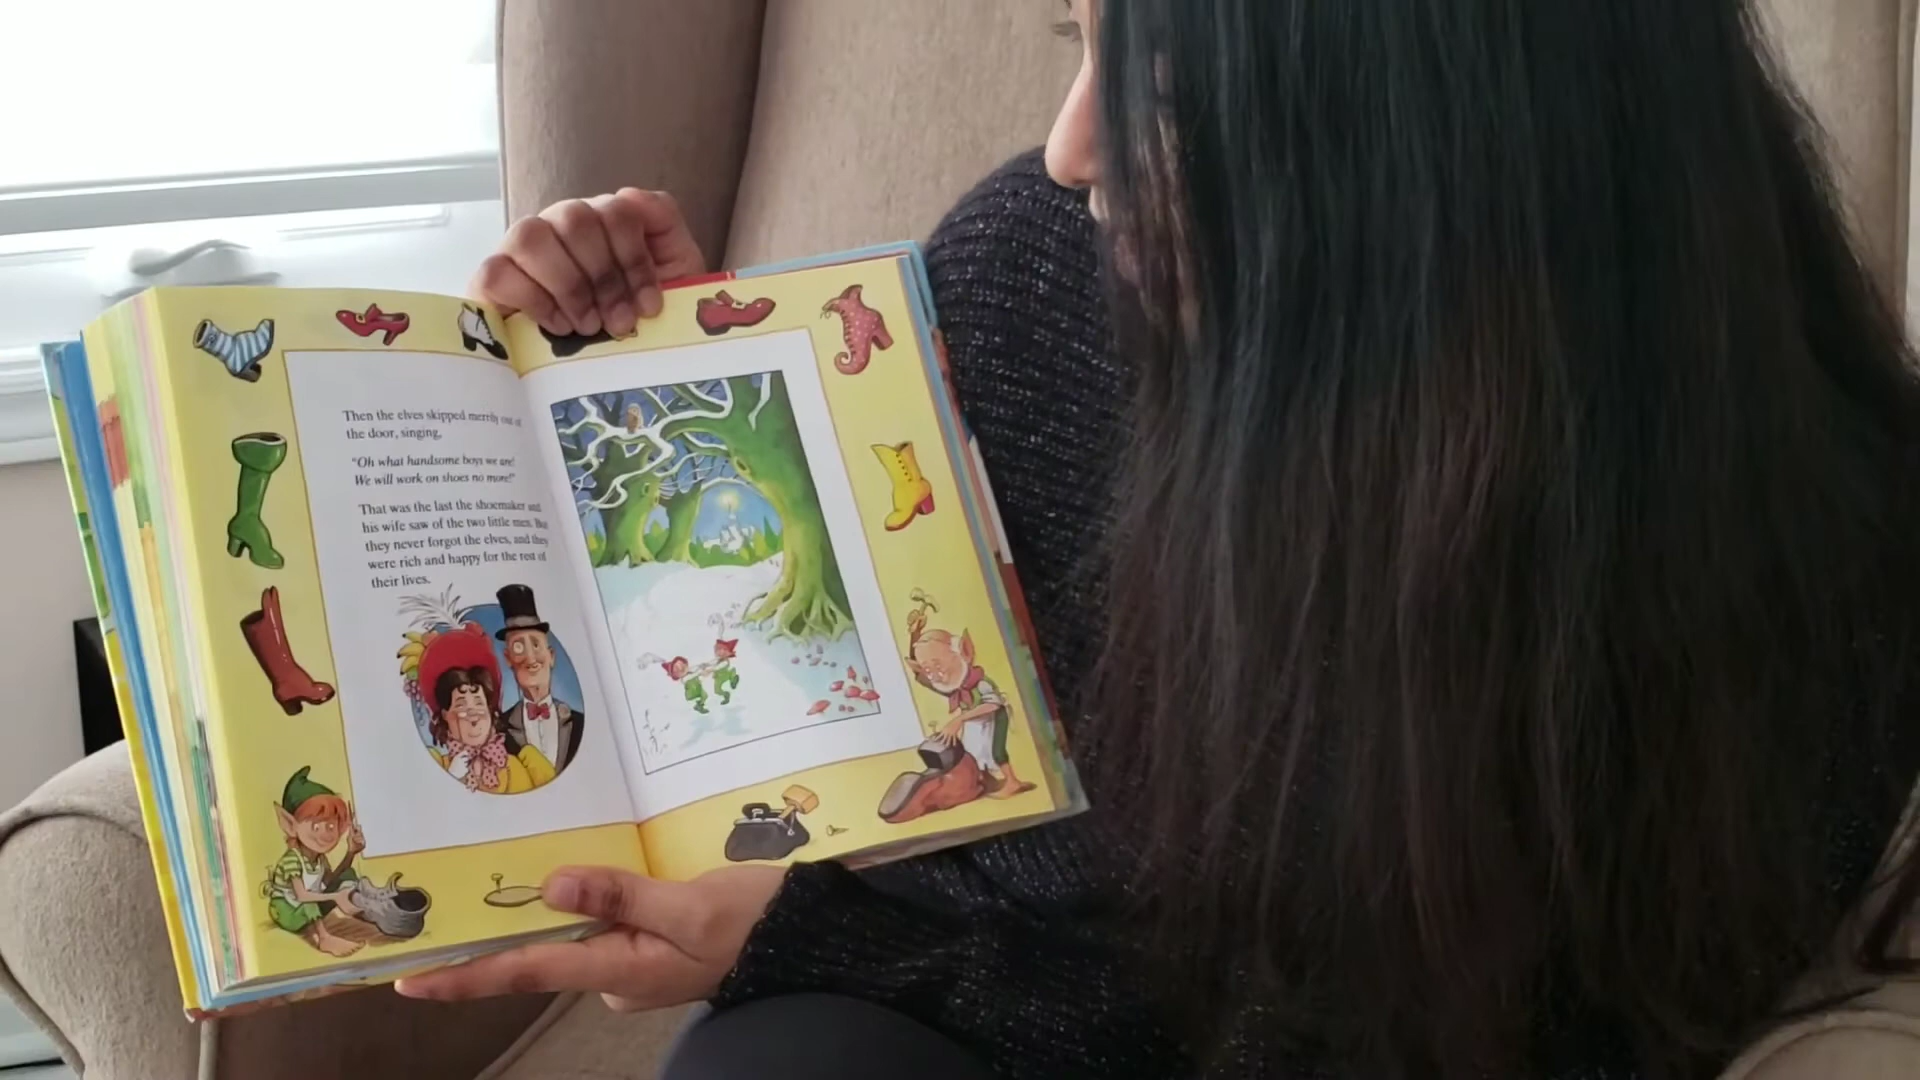 Then the elves skipped merrily out of
the door, singing,
"Oh what handsome boys we are!
We will work on shoes no more!"
That was the last the shoemaker and
his wife saw of the two little men. But
they never forgot the elves, and they
were rich and happy for the rest of
their lives.